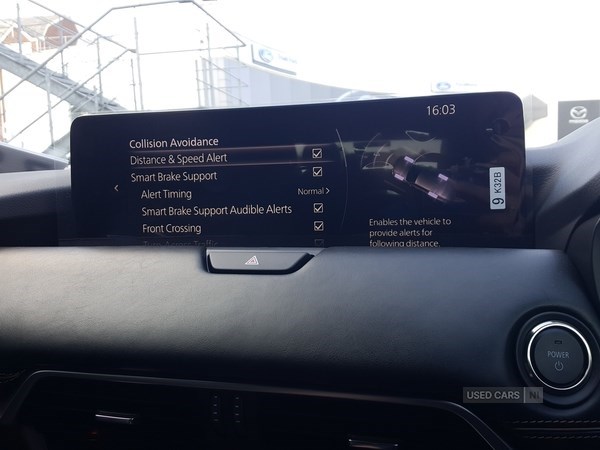 16:03
Collision Avoidance
Distance & Speed Alert
Smart Brake Support
Alert Timing Normal >
Smart Brake Support Audible Alerts
Front Crossing
Enables the vehicle to
provide alerts for
following distance.
9 K32B
POWER
USED CARS NI